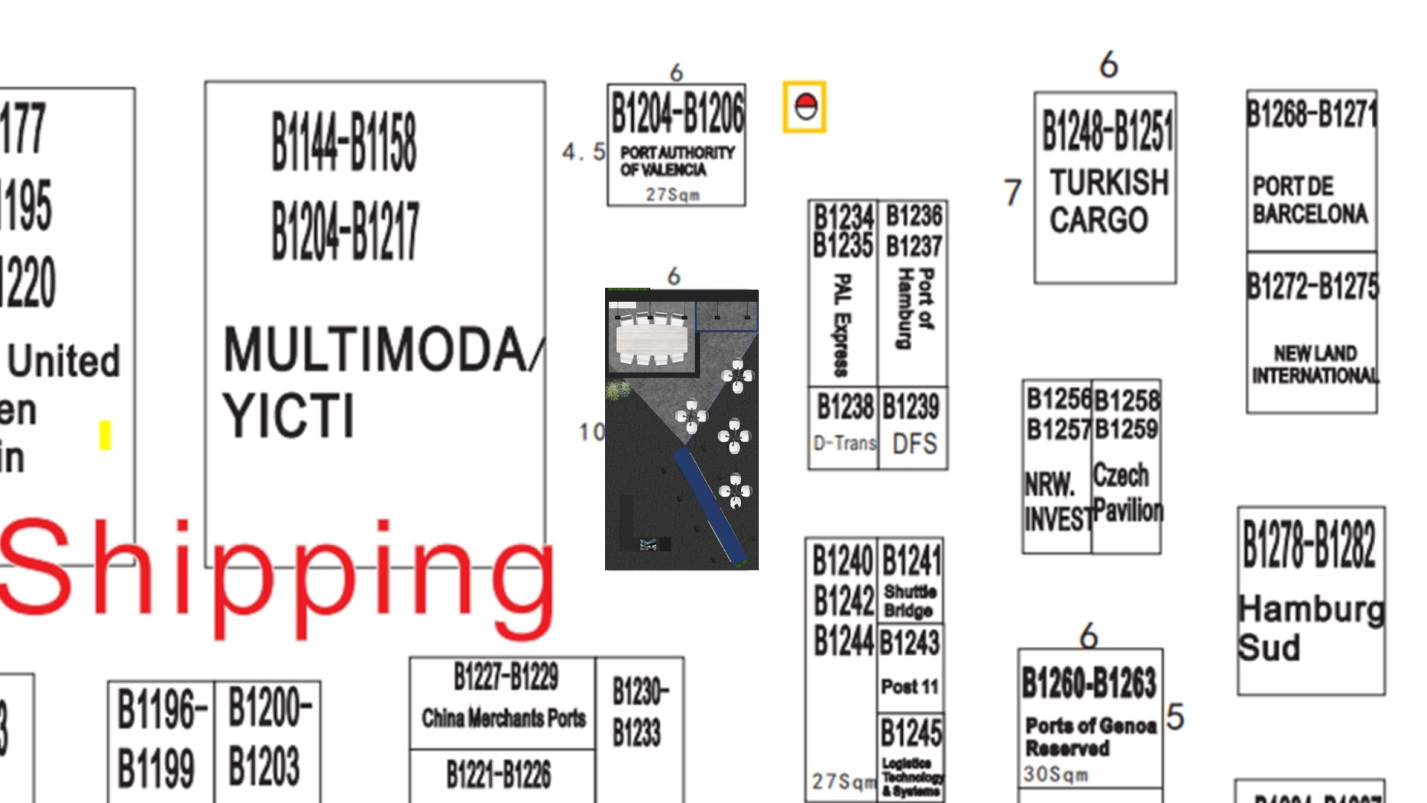 177
195
1220
United
en
in
B1144-B1158
B1204-B1217
MULTIMODA/
YICTI
6
B1204-B1206
4.5
PORT AUTHORITY
OF VALENCIA
27Sqm
6
10
B1234
B1235
PAL Express
B1236
B1237
Port of
Hamburg
B1238
D-Trans
B1239
DFS
6
B1248-B1251
7
TURKISH
CARGO
B1268-B1271
PORT DE
BARCELONA
B1272-B1275
NEW LAND
INTERNATIONAL
B1256
B1257
NRW.
INVEST
B1258
B1259
Czech
Pavilion
B1278-B1282
Hamburg
Sud
Shipping
B1240
B1242
B1244
27Sqm
B1241
Shuttle
Bridge
B1243
Post 11
B1245
Logistics
Technology
& Systems
6
B1260-B1263
5
Ports of Genoa
Reserved
30Sqm
3
B1196-
B1199
B1200-
B1203
B1227-B1229
China Merchants Ports
B1221-B1226
B1230-
B1233